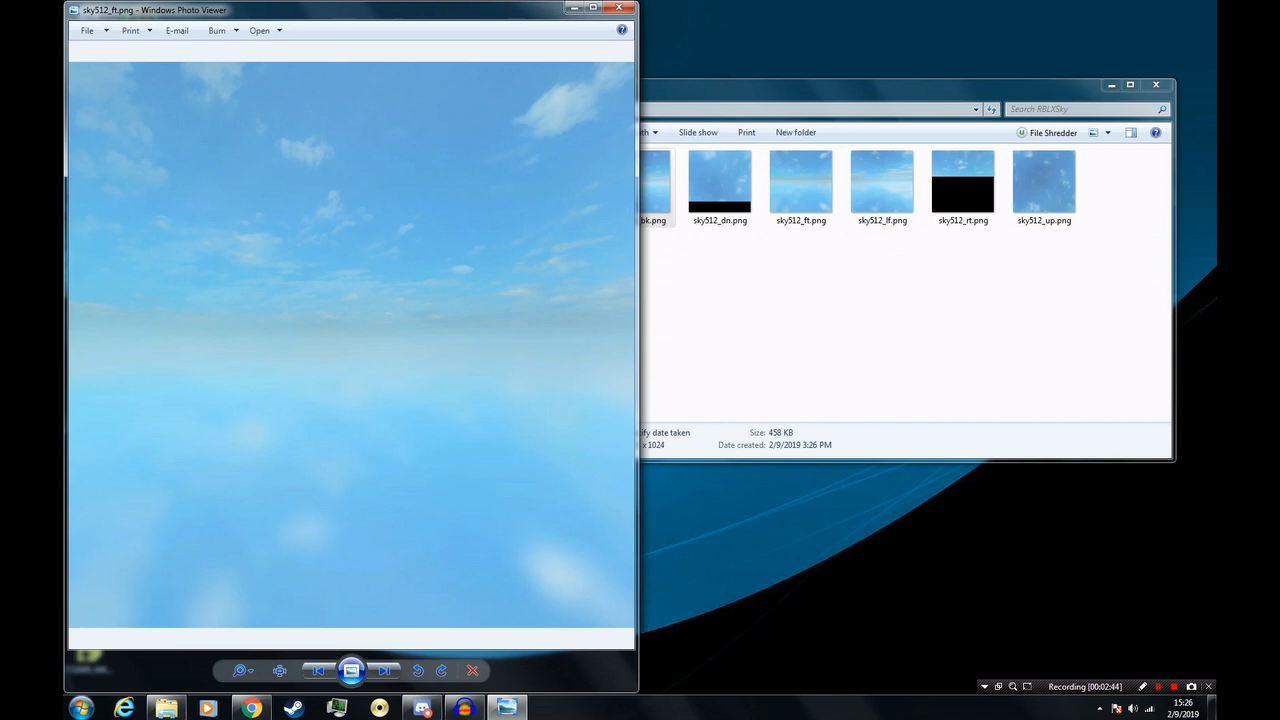 sky512_ft.png - Windows Photo Viewer
File Print E-mail Burn Open
Search RBLXSky
Slide show Print New folder File Shredder
bk.png sky512_dn.png sky512_ft.png sky512_lf.png sky512_rt.png sky512_up.png
date taken Size: 458 KB
x 1024 Date created: 2/9/2019 3:26 PM
Recording [00:02:44]
15:26
2/9/2019